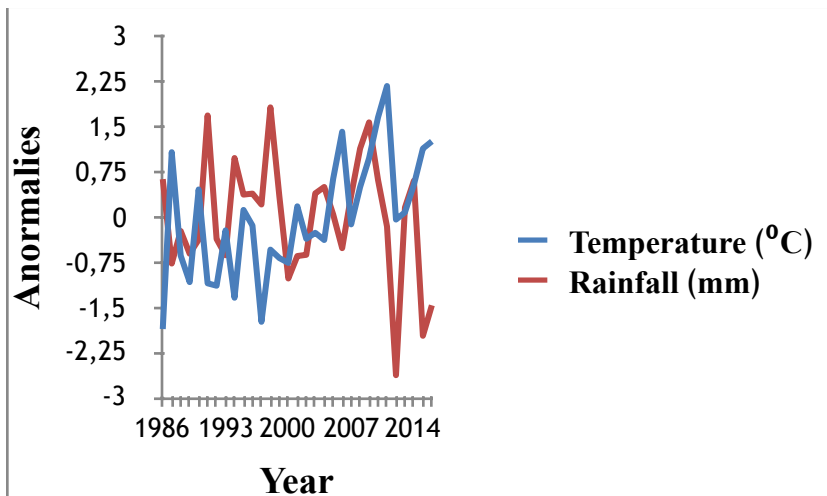 3
2,25
1,5
0,75
0
-0,75
-1,5
-2,25
-3
Anormalies
1986 1993 2000 2007 2014
Year
Temperature (⁰C)
Rainfall (mm)